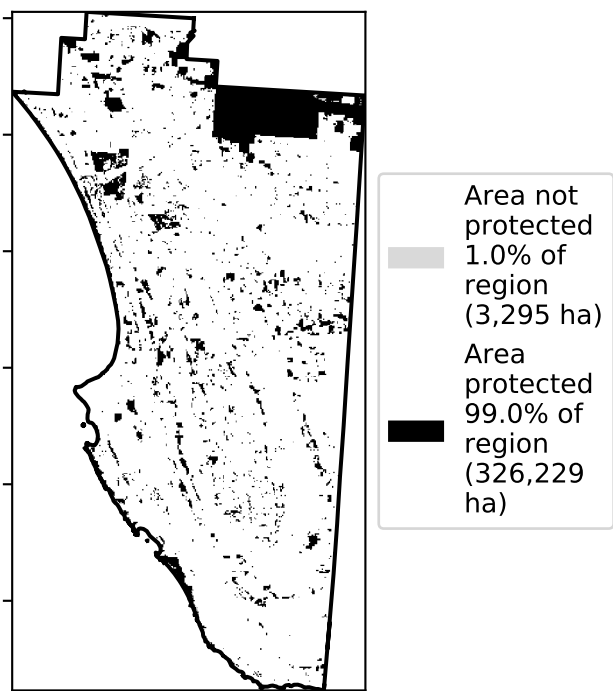 Area not
protected
1.0% of
region
(3,295 ha)
Area
protected
99.0% of
region
(326,229
ha)